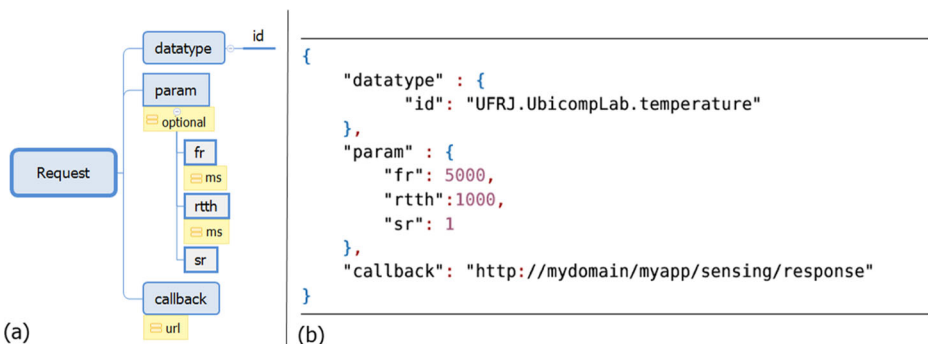 id
datatype
param
optional
fr
ms
Request
rtth
ms
sr
callback
url
(a)
{
"datatype" : {
"id": "UFRJ.UbicompLab.temperature"
},
"param" : {
"fr": 5000,
"rtth":1000,
"sr": 1
},
"callback": "http://mydomain/myapp/sensing/response"
}
(b)